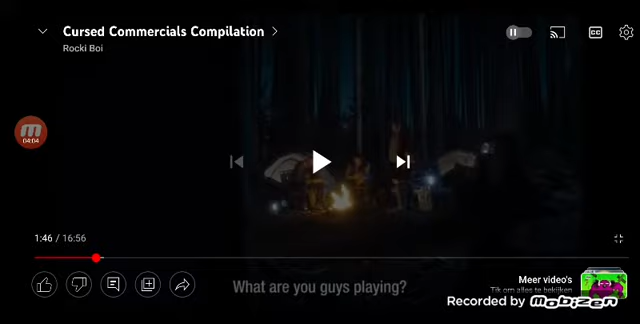 Cursed Commercials Compilation
Rocki Boi
CC
04:04
1:46 / 16:56
Meer video's
Tik om alles te bekijken
What are you guys playing?
Recorded by Mobizen